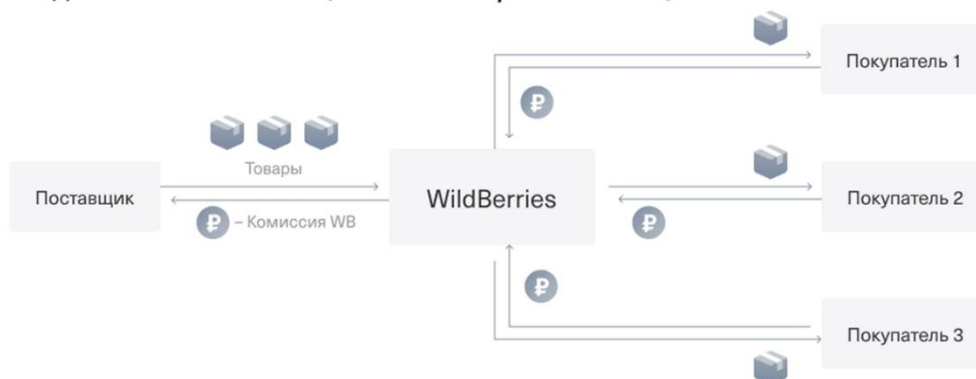 Покупатель 1
Товары
Поставщик
WildBerries
Покупатель 2
₽ – Комиссия WB
₽
₽
₽
Покупатель 3